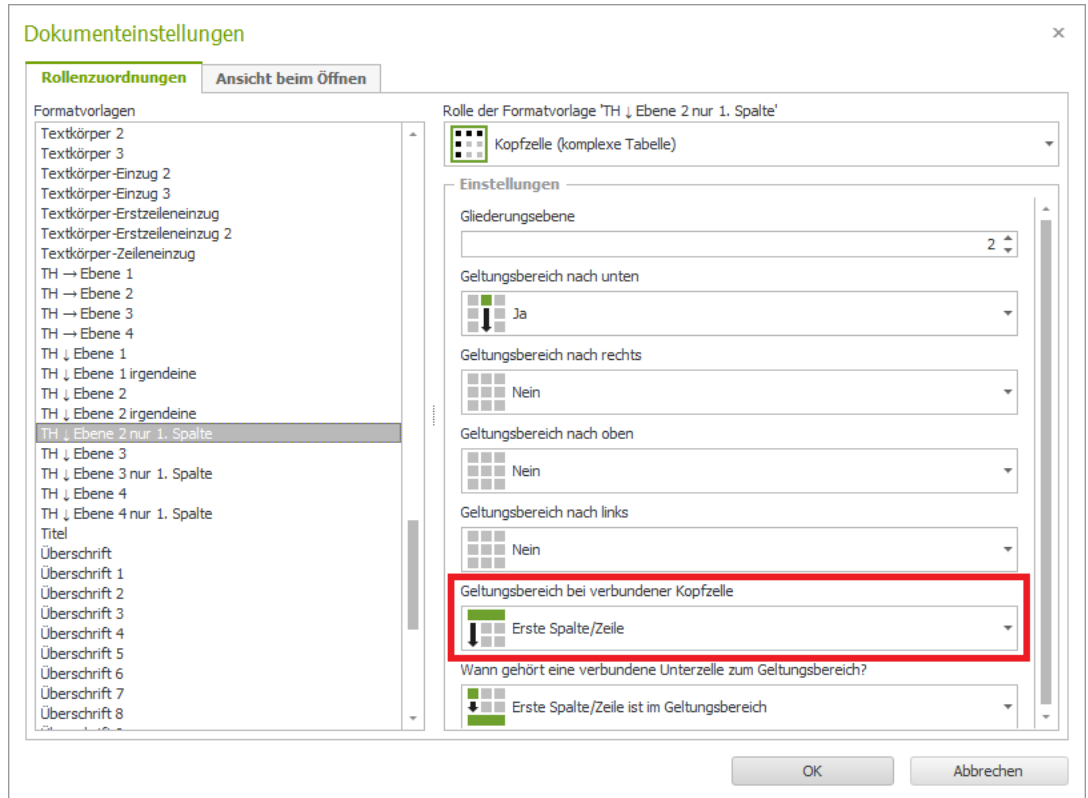 Dokumenteinstellungen
Rollenzuordnungen
Ansicht beim Öffnen
Formatvorlagen
Textkörper 2
Textkörper 3
Textkörper-Einzug 2
Textkörper-Einzug 3
Textkörper-Erstzeileneinzug
Textkörper-Erstzeileneinzug 2
Textkörper-Zeileneinzug
TH → Ebene 1
TH → Ebene 2
TH → Ebene 3
TH → Ebene 4
TH ↓ Ebene 1
TH ↓ Ebene 1 irgendeine
TH ↓ Ebene 2
TH ↓ Ebene 2 irgendeine
TH ↓ Ebene 2 nur 1. Spalte
TH ↓ Ebene 3
TH ↓ Ebene 3 nur 1. Spalte
TH ↓ Ebene 4
TH ↓ Ebene 4 nur 1. Spalte
Titel
Überschrift
Überschrift 1
Überschrift 2
Überschrift 3
Überschrift 4
Überschrift 5
Überschrift 6
Überschrift 7
Überschrift 8
Rolle der Formatvorlage 'TH ↓ Ebene 2 nur 1. Spalte'
Kopfzelle (komplexe Tabelle)
Einstellungen
Gliederungsebene
2
Geltungsbereich nach unten
Ja
Geltungsbereich nach rechts
Nein
Geltungsbereich nach oben
Nein
Geltungsbereich nach links
Nein
Geltungsbereich bei verbundener Kopfzelle
Erste Spalte/Zeile
Wann gehört eine verbundene Unterzelle zum Geltungsbereich?
Erste Spalte/Zeile ist im Geltungsbereich
OK
Abbrechen